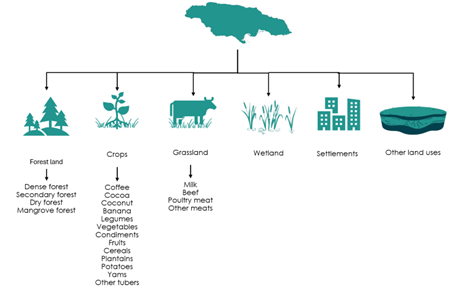 Forest land
Crops
Grassland
Wetland
Settlements
Other land uses
Dense forest
Secondary forest
Dry forest
Mangrove forest
Coffee
Cocoa
Coconut
Banana
Legumes
Vegetables
Condiments
Fruits
Cereals
Plantains
Potatoes
Yams
Other tubers
Milk
Beef
Poultry meat
Other meats